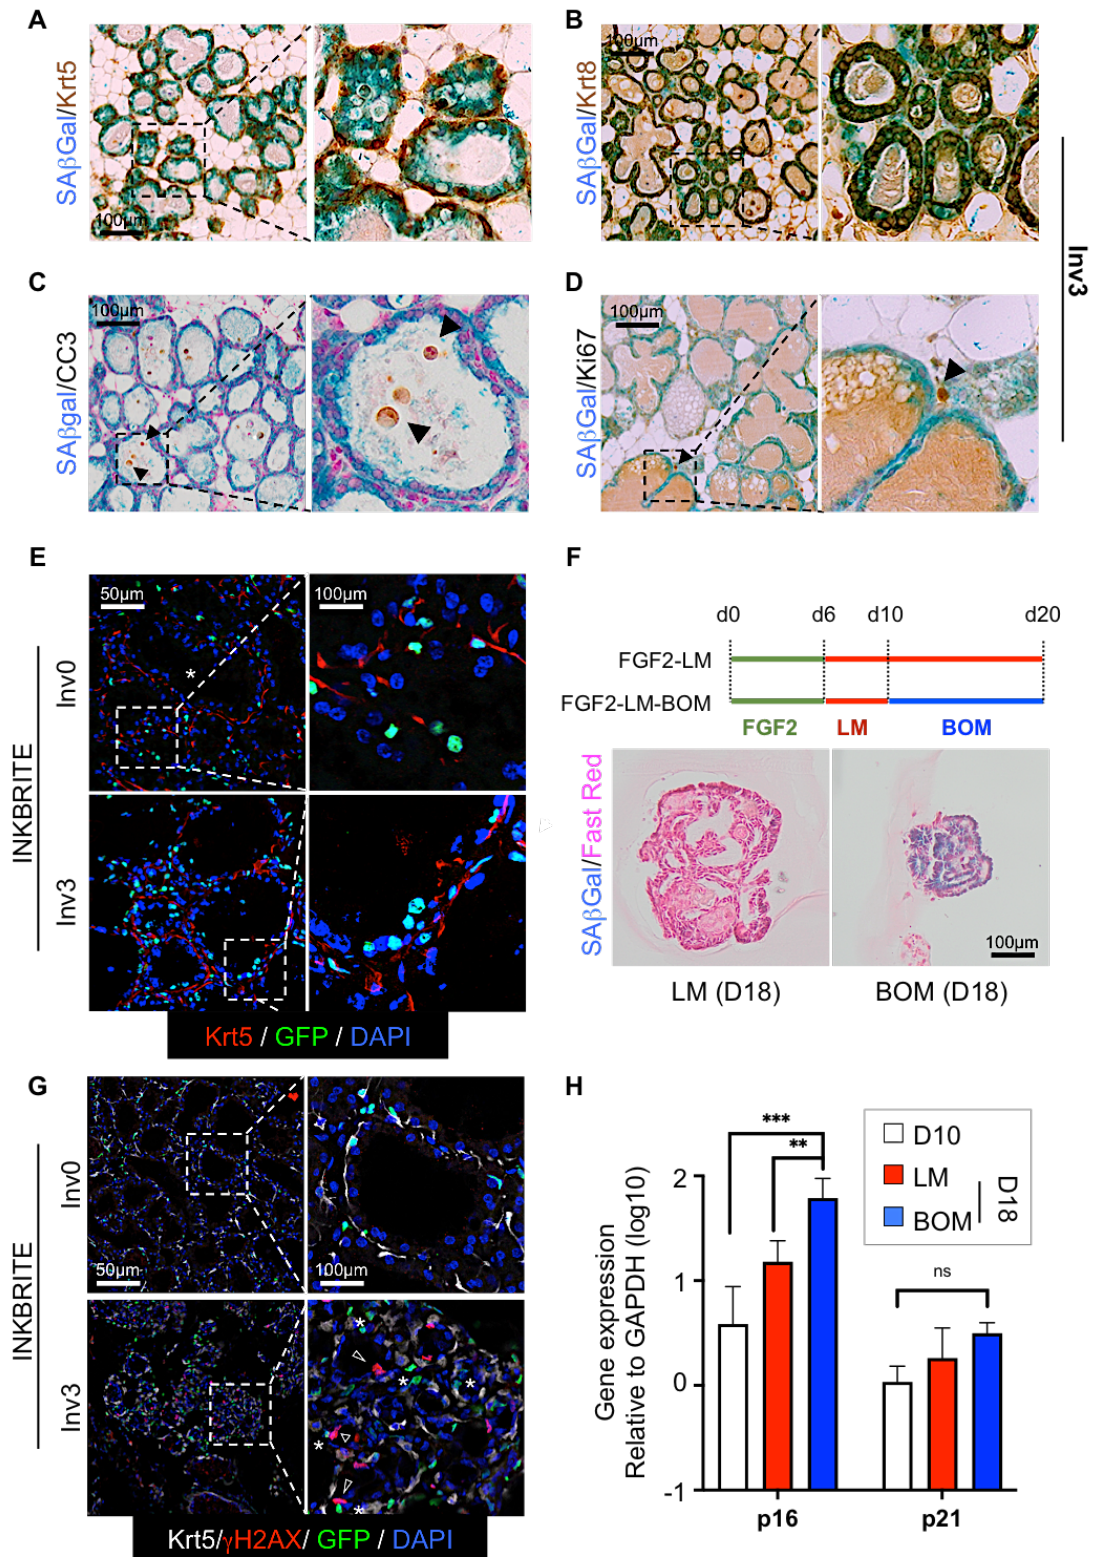 A
SAβGal/Krt5
100μm
B
SAβGal/Krt8
100μm
C
SAβgal/CC3
100μm
D
SAβGal/Ki67
100μm
Inv3
E
INKBRITE
Inv0
50μm
100μm
*
Inv3
Krt5 / GFP / DAPI
F
d0 d6 d10 d20
FGF2-LM
FGF2-LM-BOM
FGF2 LM BOM
SAβGal/Fast Red
100μm
LM (D18) BOM (D18)
G
INKBRITE
Inv0
50μm
100μm
Inv3
*
* *
*
*
Krt5/γH2AX/ GFP / DAPI
H
Gene expression
Relative to GAPDH (log10)
2
1
0
-1
***
**
ns
D10
LM
BOM
D18
p16 p21